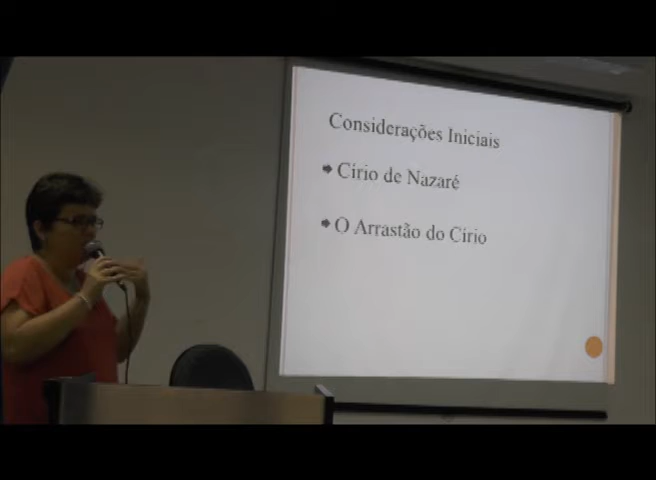 Considerações Iniciais
Círio de Nazaré
O Arrastão do Círio